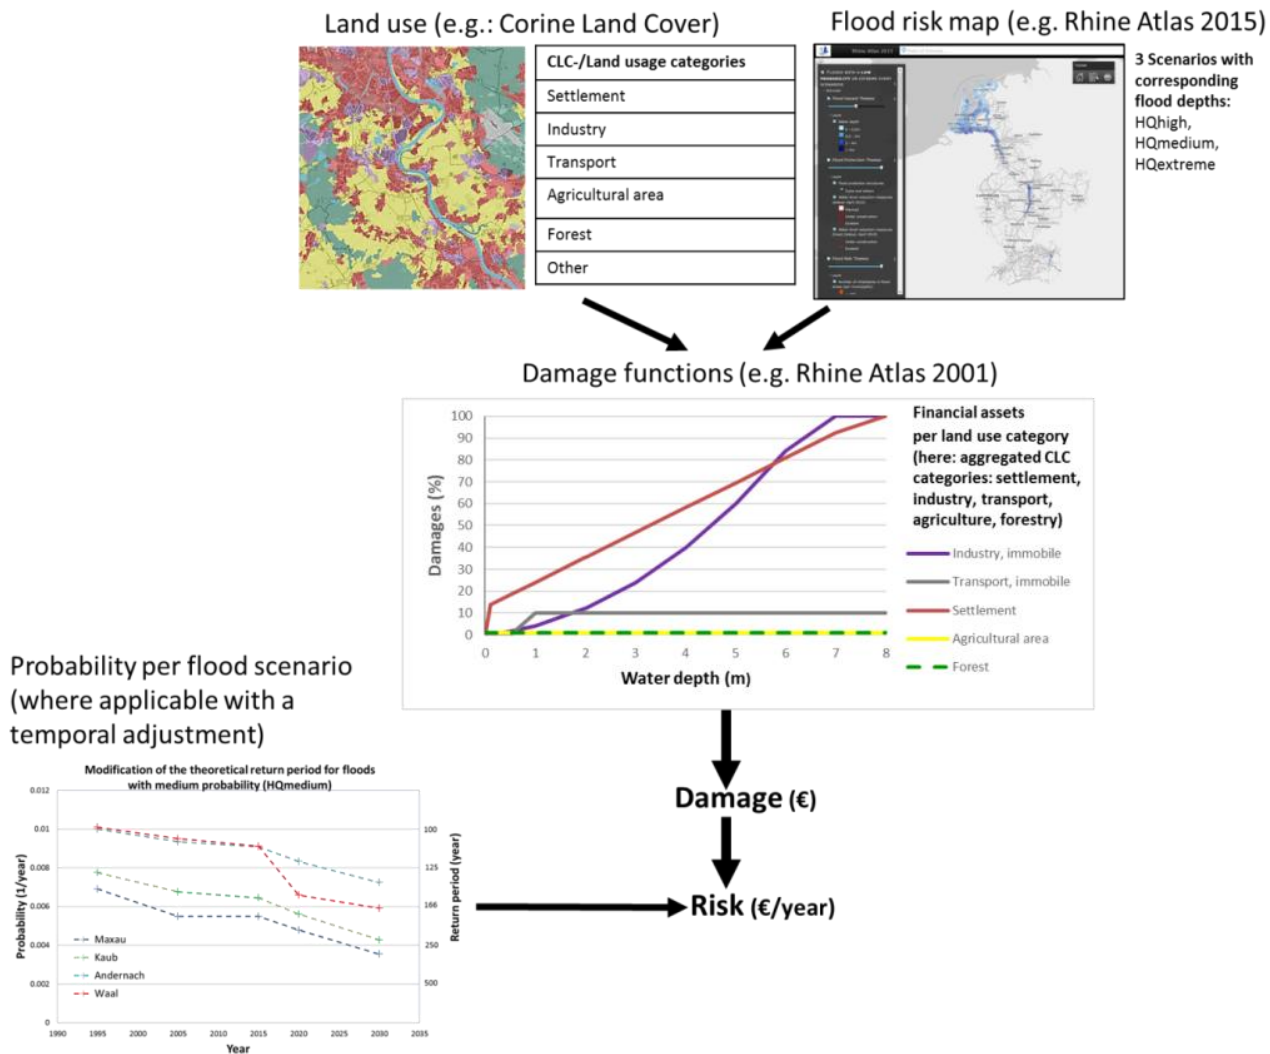 Land use (e.g.: Corine Land Cover)
Flood risk map (e.g. Rhine Atlas 2015)
CLC-/Land usage categories
Settlement
Industry
Transport
Agricultural area
Forest
Other
Rhine Atlas 2015
3 Scenarios with
corresponding
flood depths:
HQhigh,
HQmedium,
HQextreme
Damage functions (e.g. Rhine Atlas 2001)
Damages (%)
100
90
80
70
60
50
40
30
20
10
0
0 1 2 3 4 5 6 7 8
Water depth (m)
Financial assets
per land use category
(here: aggregated CLC
categories: settlement,
industry, transport,
agriculture, forestry)
Industry, immobile
Transport, immobile
Settlement
Agricultural area
Forest
Probability per flood scenario
(where applicable with a
temporal adjustment)
Modification of the theoretical return period for floods
with medium probability (HQmedium)
Probability (1/year)
0.012
0.01
0.008
0.006
0.004
0.002
0
Maxau
Kaub
Andernach
Waal
100
125
166
250
500
Return period (year)
1990 1995 2000 2005 2010 2015 2020 2025 2030 2035
Year
Damage (€)
Risk (€/year)